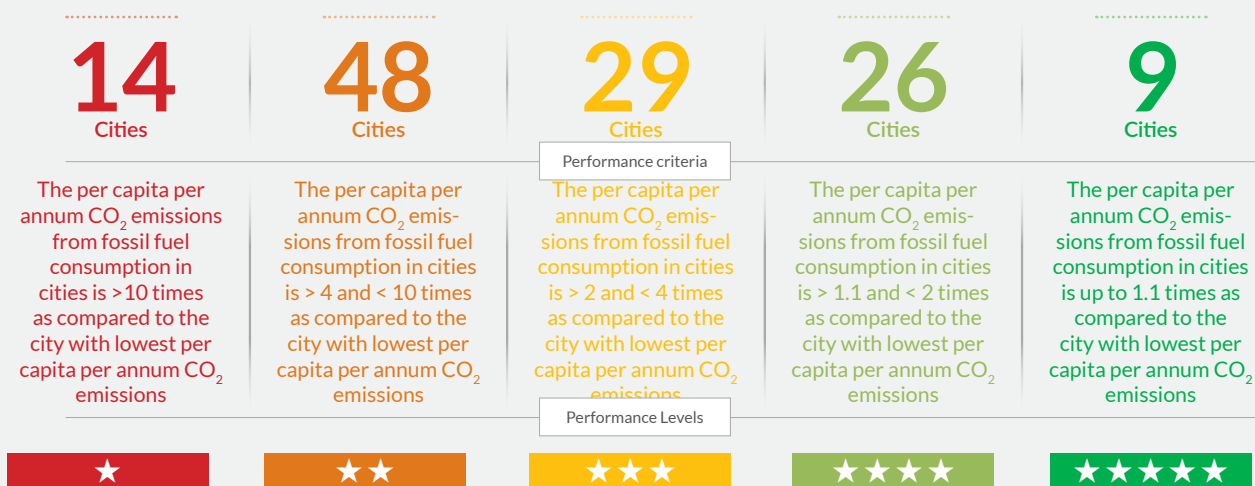 14
Cities
48
Cities
29
Cities
26
Cities
9
Cities
Performance criteria
The per capita per
annum CO₂ emissions
from fossil fuel
consumption in
cities is >10 times
as compared to the
city with lowest per
capita per annum CO₂
emissions
The per capita per
annum CO₂ emis-
sions from fossil fuel
consumption in cities
is > 4 and < 10 times
as compared to the
city with lowest per
capita per annum CO₂
emissions
The per capita per
annum CO₂ emis-
sions from fossil fuel
consumption in cities
is > 2 and < 4 times
as compared to the
city with lowest per
capita per annum CO₂
emissions
The per capita per
annum CO₂ emis-
sions from fossil fuel
consumption in cities
is > 1.1 and < 2 times
as compared to the
city with lowest per
capita per annum CO₂
emissions
The per capita per
annum CO₂ emis-
sions from fossil fuel
consumption in cities
is up to 1.1 times as
compared to the
city with lowest per
capita per annum CO₂
emissions
Performance Levels